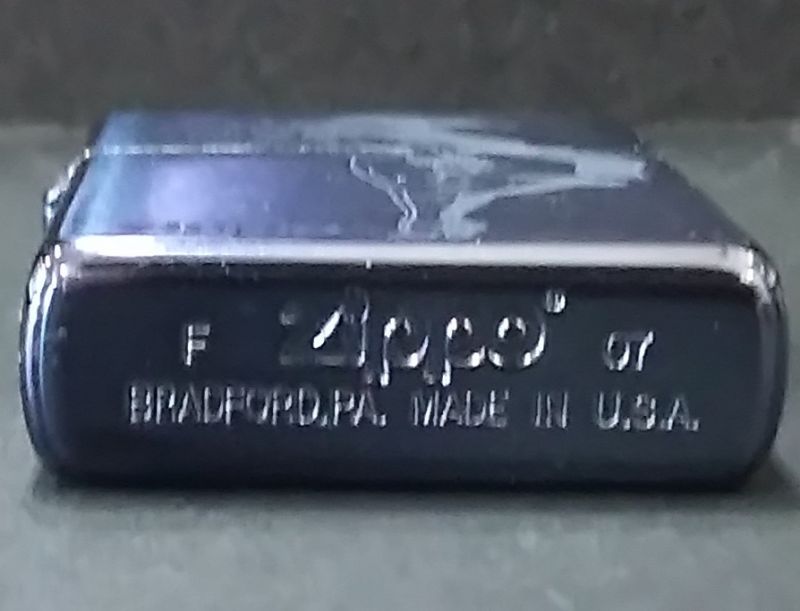 F Zippo® 07
BRADFORD,PA. MADE IN U.S.A.